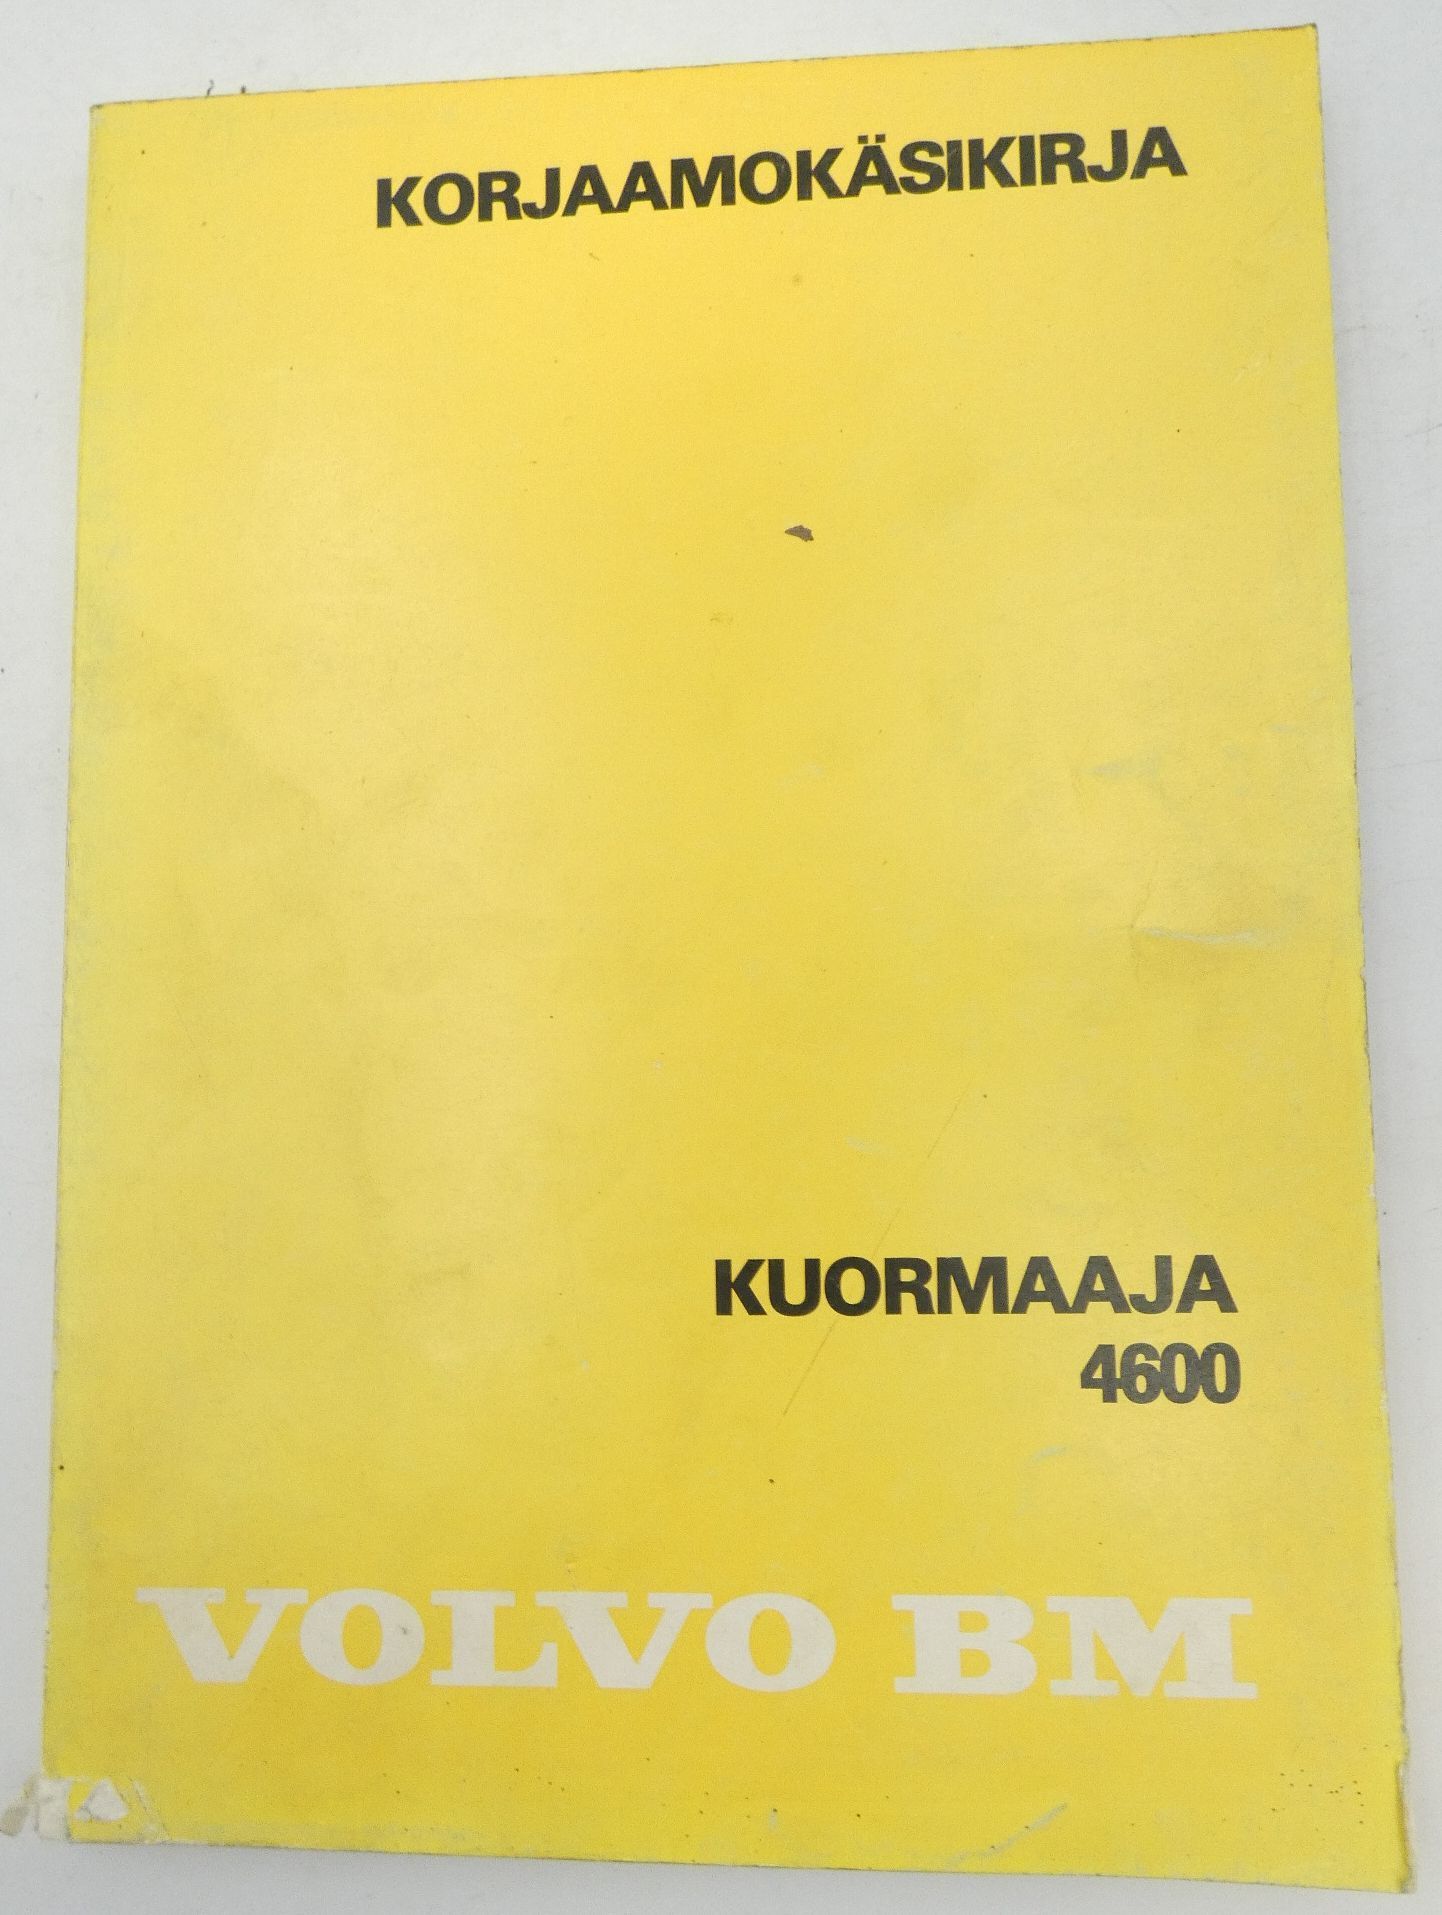 KORJAAMOKÄSIKIRJA
KUORMAAJA
4600
VOLVO BM